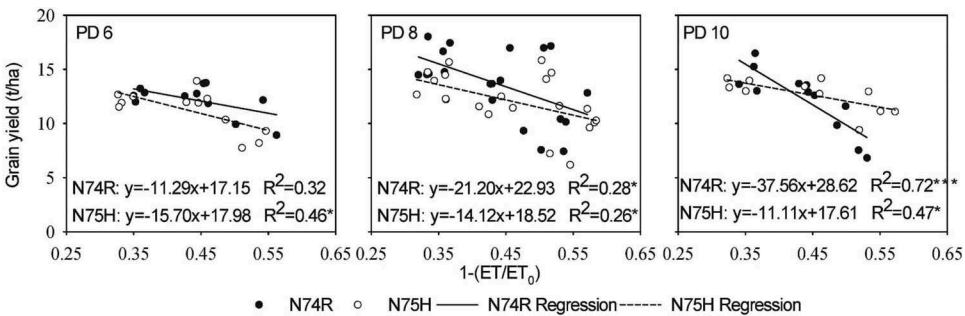 Grain yield (t/ha)
20
15
10
5
0
PD 6
N74R: y=-11.29x+17.15 R²=0.32
N75H: y=-15.70x+17.98 R²=0.46*
0.25 0.35 0.45 0.55 0.65
PD 8
N74R: y=-21.20x+22.93 R²=0.28*
N75H: y=-14.12x+18.52 R²=0.26*
0.25 0.35 0.45 0.55 0.65
PD 10
N74R: y=-37.56x+28.62 R²=0.72***
N75H: y=-11.11x+17.61 R²=0.47*
0.25 0.35 0.45 0.55 0.65
1-(ET/ET₀)
N74R N75H N74R Regression N75H Regression